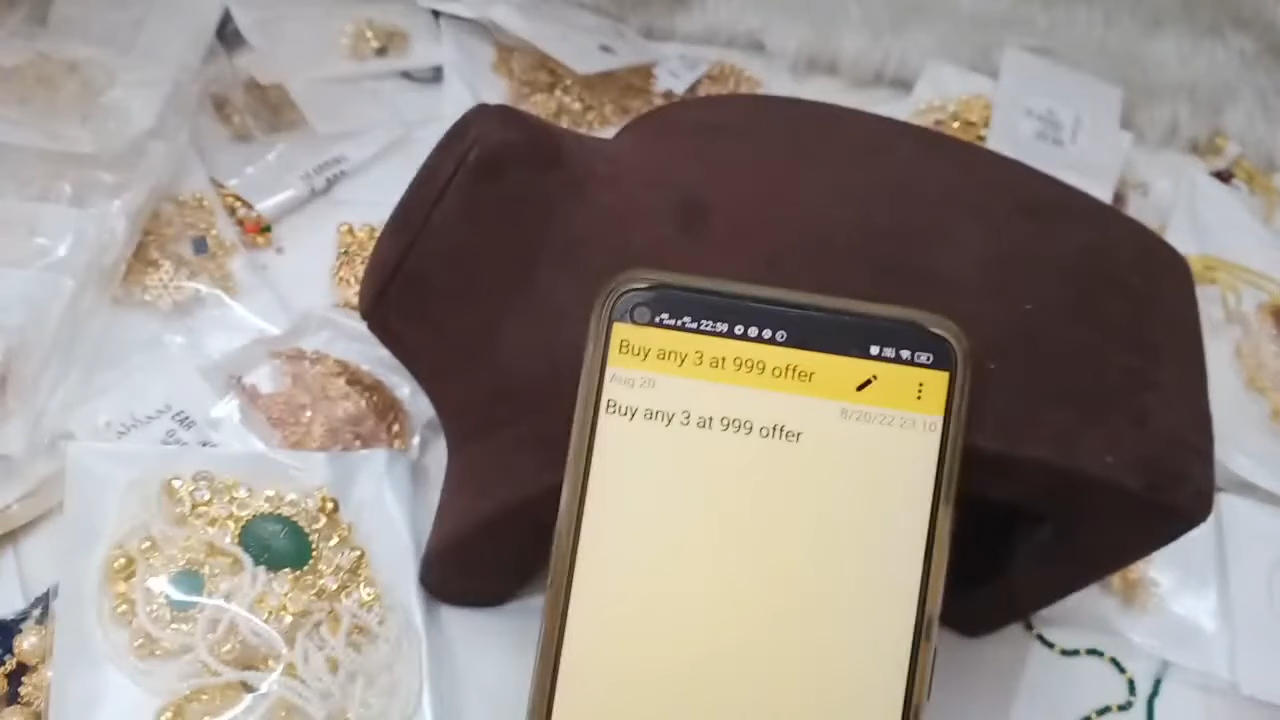 22:59
Buy any 3 at 999 offer
Aug 20
8/20/22 23 10
Buy any 3 at 999 offer
EAR